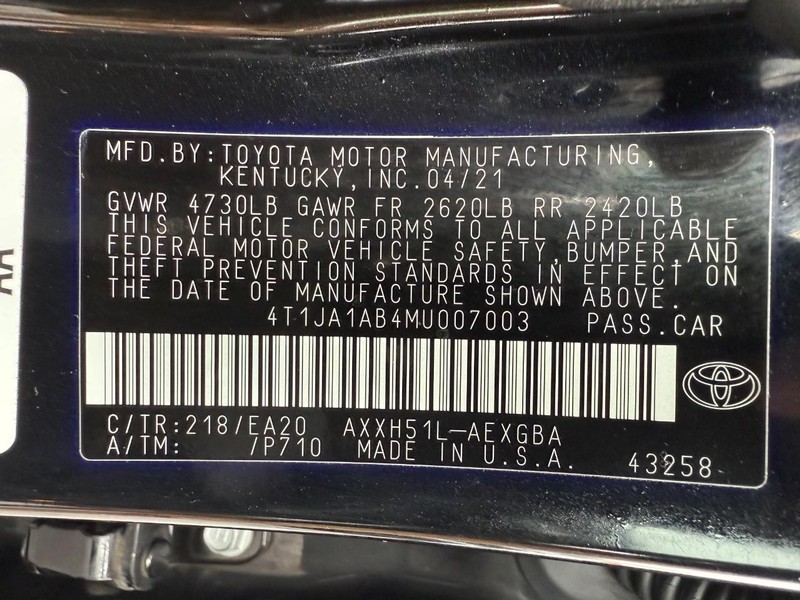 MFD.BY:TOYOTA MOTOR MANUFACTURING,
KENTUCKY,INC.04/21
GVWR 4730LB GAWR FR 2620LB RR 2420LB
THIS VEHICLE CONFORMS TO ALL APPLICABLE
FEDERAL MOTOR VEHICLE SAFETY,BUMPER,AND
THEFT PREVENTION STANDARDS IN EFFECT ON
THE DATE OF MANUFACTURE SHOWN ABOVE.
4T1JA1AB4MU007003 PASS.CAR
C/TR:218/EA20 AXXH51L-AEXGBA
A/TM: /P710 MADE IN U.S.A. 43258